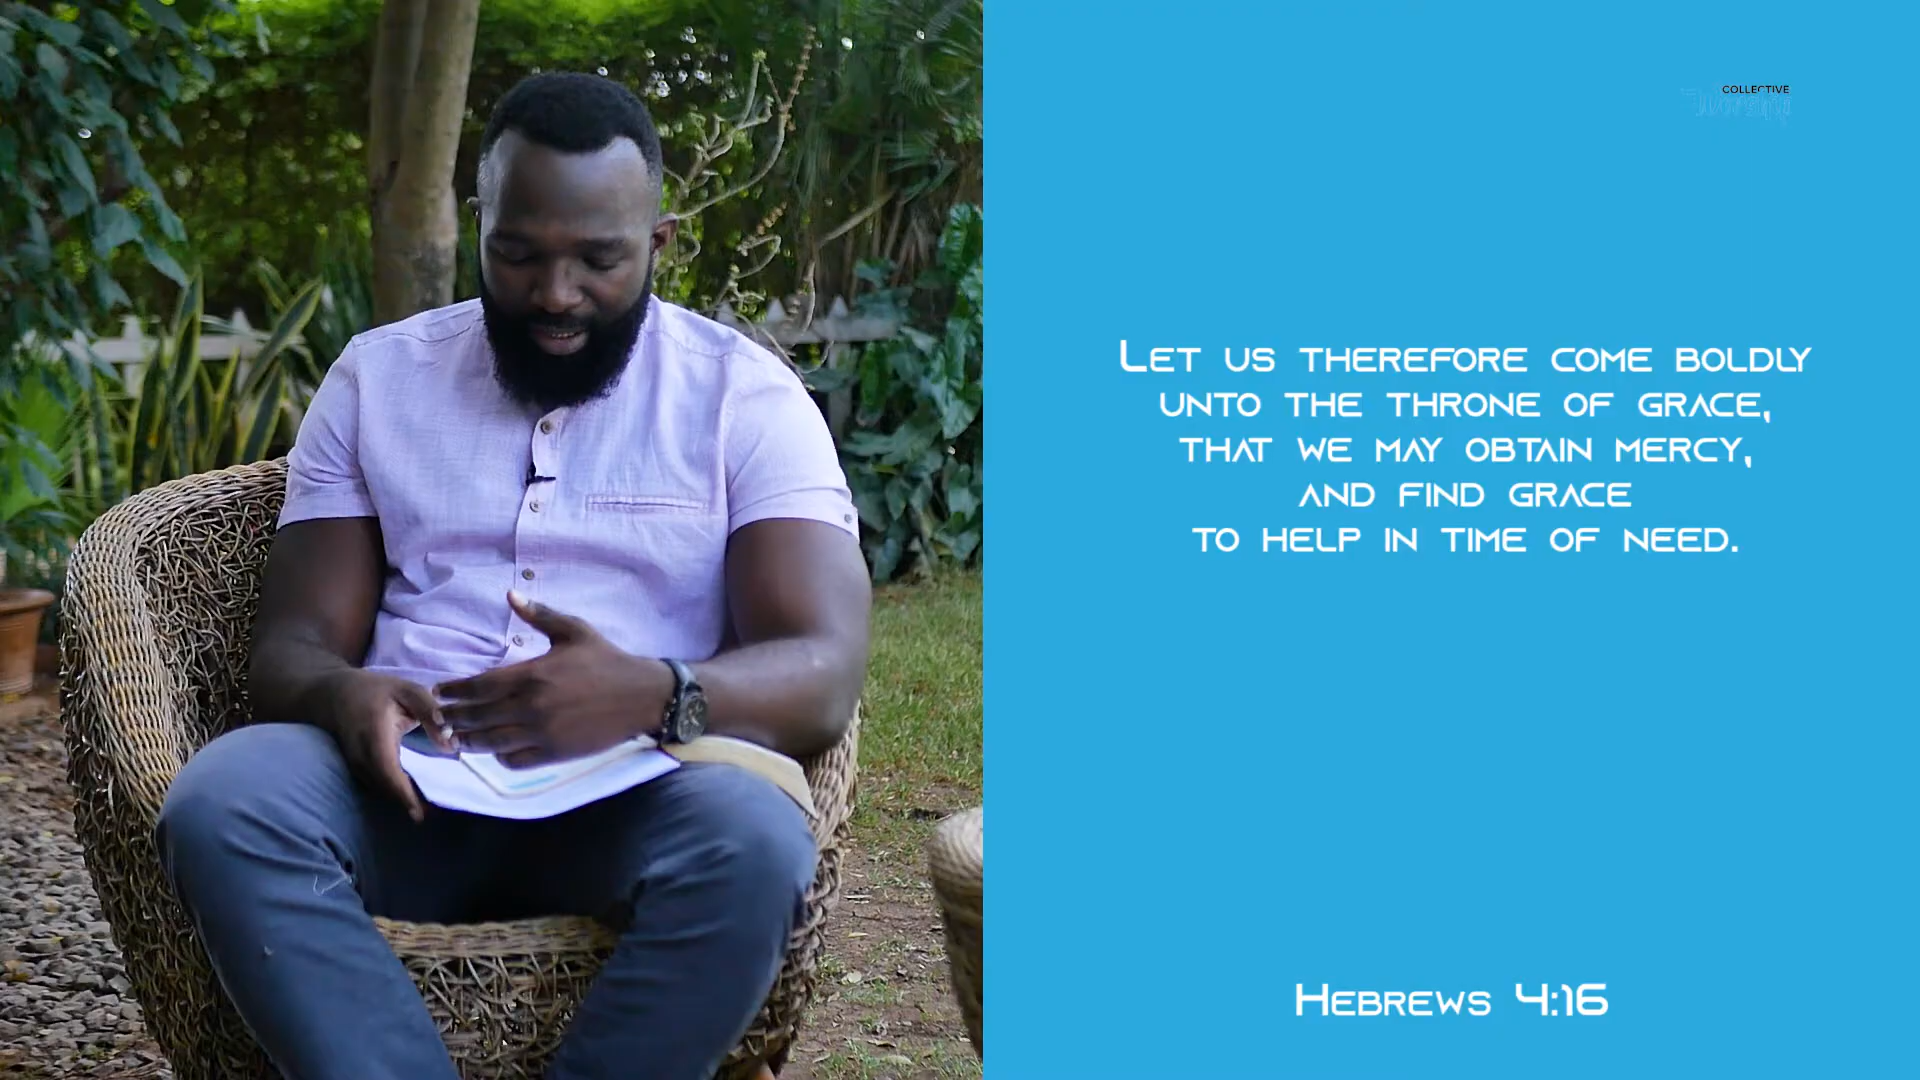 COLLECTIVE
Worship
Let us therefore come boldly
unto the throne of grace,
that we may obtain mercy,
and find grace
to help in time of need.
Hebrews 4:16